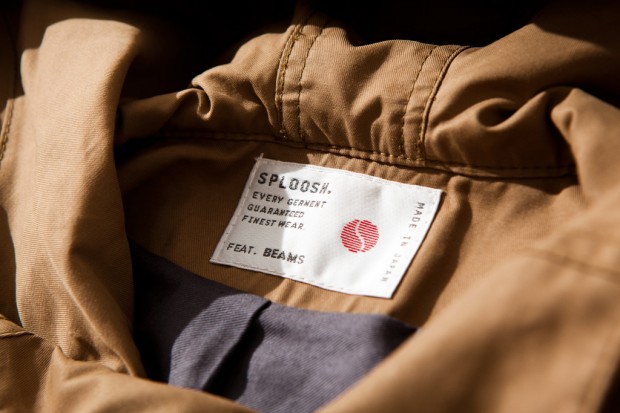 SPLOOSH.
EVERY GERMENT
GUARANTEED
FINEST WEAR
FEAT. BEAMS
S
MADE IN JAPAN